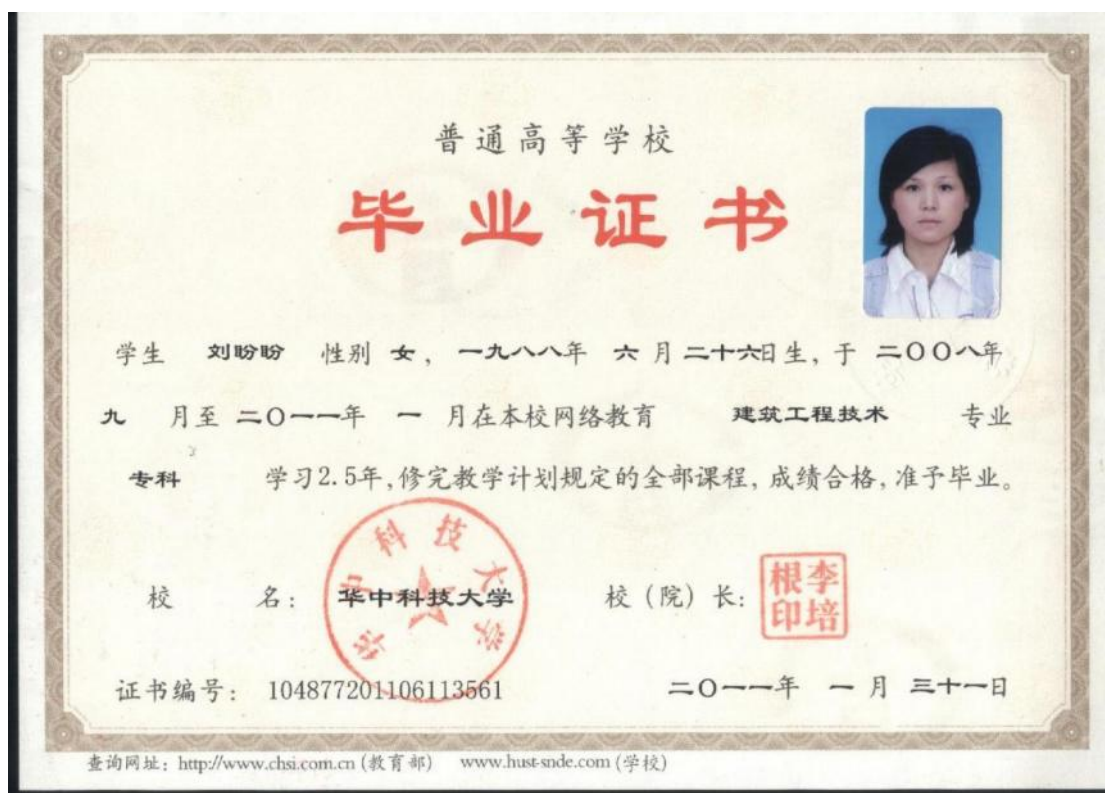 普通高等学校
毕业证书
学生 刘盼盼 性别 女，一九八八年 六 月 二十六日生，于 二〇〇八年
九 月至 二〇一一年 一 月在本校网络教育 建筑工程技术 专业
专科 学习2.5年，修完教学计划规定的全部课程，成绩合格，准予毕业。
华中科技大学
校 名： 华中科技大学 校（院）长： 李培根印
证书编号： 104877201106113561 二〇一一年 一 月 三十一日
查询网址：http://www.chsi.com.cn (教育部) www.hust-snde.com (学校)